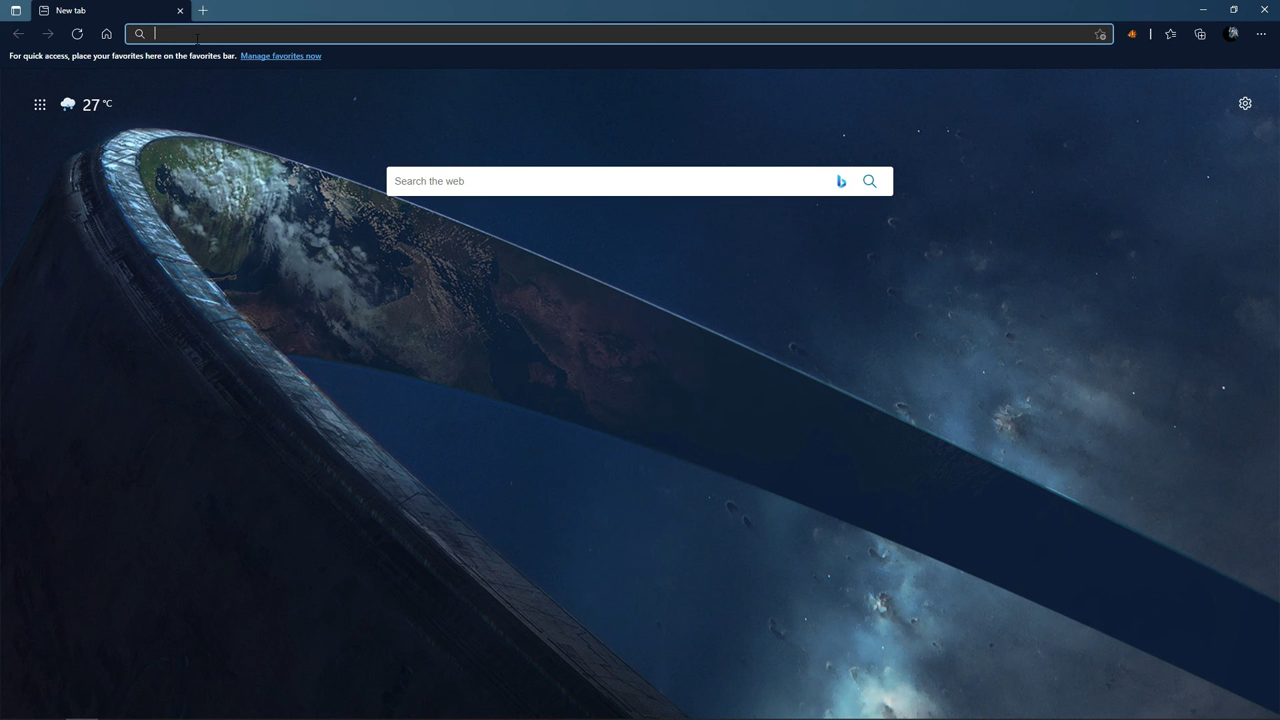 New tab
For quick access, place your favorites here on the favorites bar. Manage favorites now
27 °C
Search the web